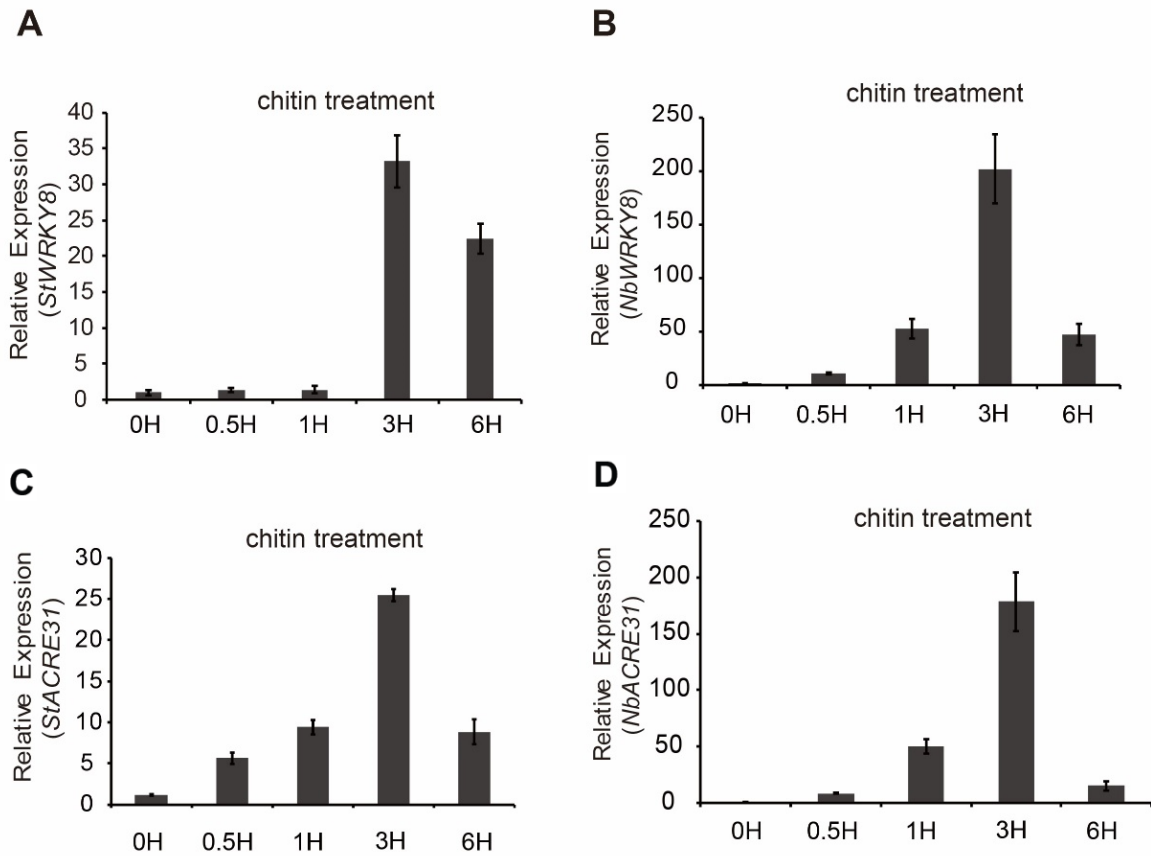 A
chitin treatment
Relative Expression
(StWRKY8)
40
35
30
25
20
15
10
5
0
0H 0.5H 1H 3H 6H
B
chitin treatment
Relative Expression
(NbWRKY8)
250
200
150
100
50
0
0H 0.5H 1H 3H 6H
C
chitin treatment
Relative Expression
(StACRE31)
30
25
20
15
10
5
0
0H 0.5H 1H 3H 6H
D
chitin treatment
Relative Expression
(NbACRE31)
250
200
150
100
50
0
0H 0.5H 1H 3H 6H